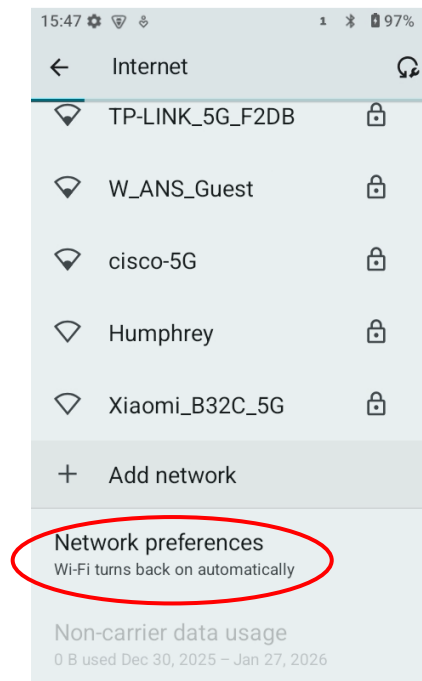 15:47 1 97%
Internet
TP-LINK_5G_F2DB
W_ANS_Guest
cisco-5G
Humphrey
Xiaomi_B32C_5G
Add network
Network preferences
Wi-Fi turns back on automatically
Non-carrier data usage
0 B used Dec 30, 2025 – Jan 27, 2026